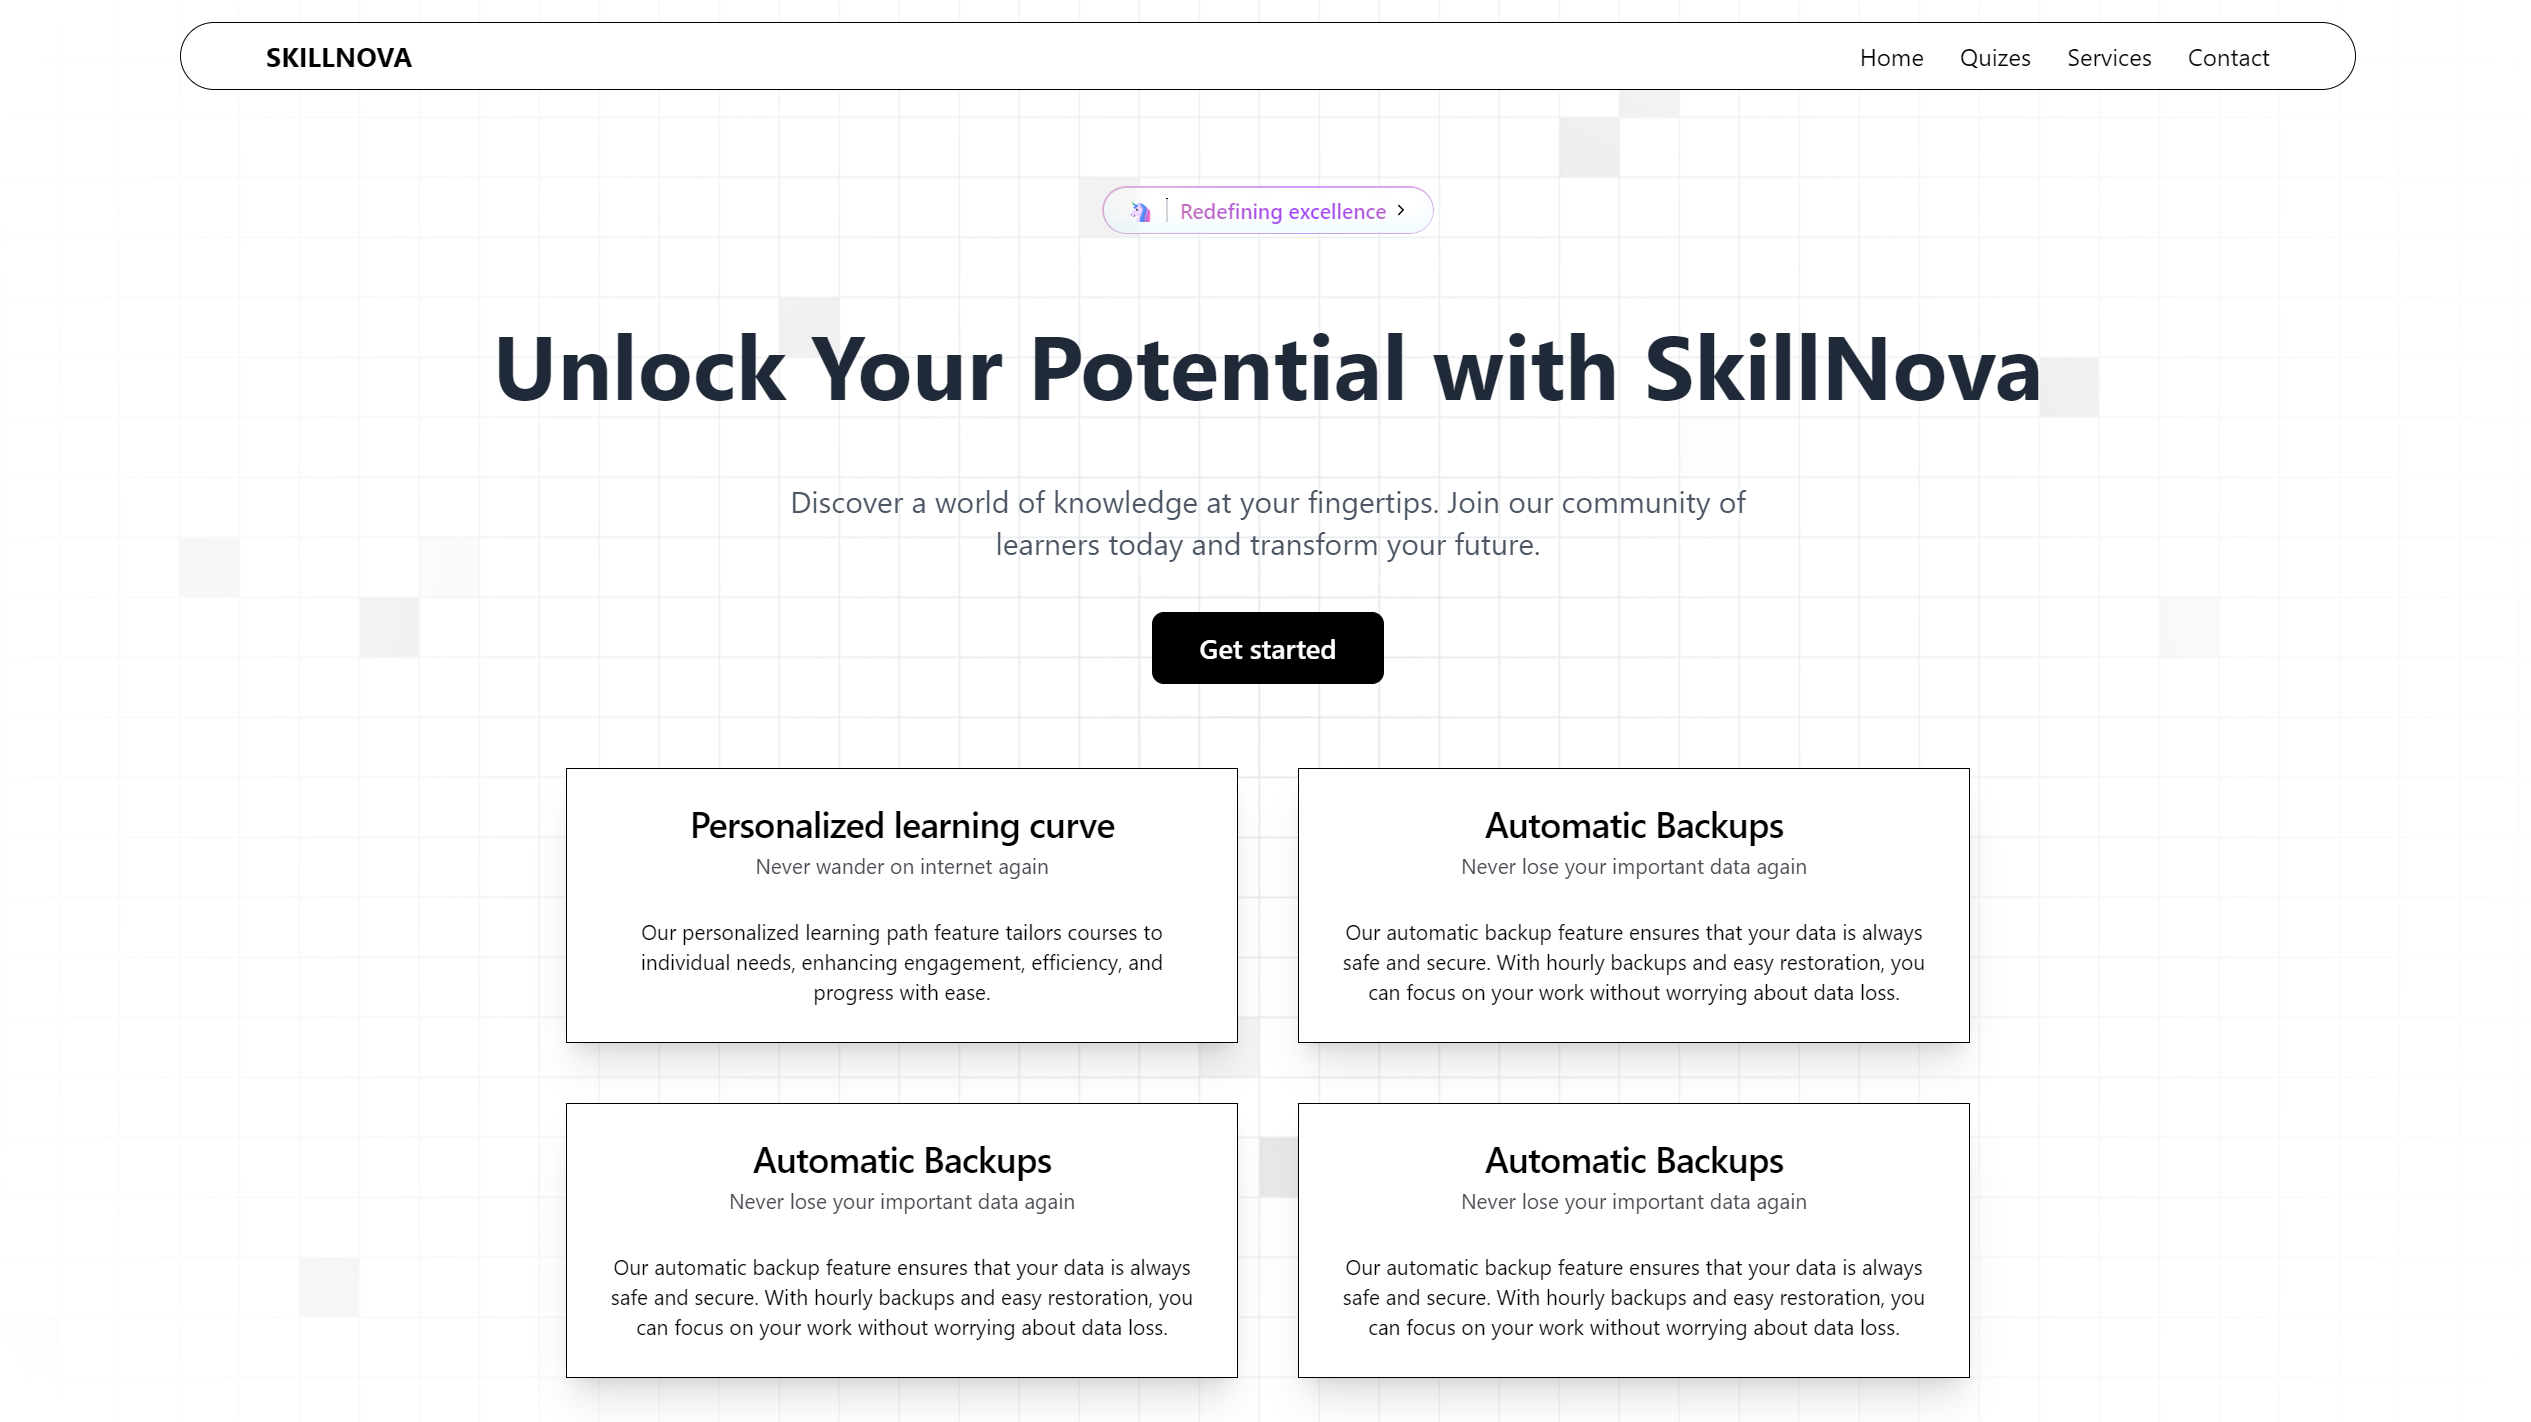 SKILLNOVA
Home Quizes Services Contact
🦄 | Redefining excellence >
Unlock Your Potential with SkillNova
Discover a world of knowledge at your fingertips. Join our community of
learners today and transform your future.
Get started
Personalized learning curve
Never wander on internet again
Our personalized learning path feature tailors courses to
individual needs, enhancing engagement, efficiency, and
progress with ease.
Automatic Backups
Never lose your important data again
Our automatic backup feature ensures that your data is always
safe and secure. With hourly backups and easy restoration, you
can focus on your work without worrying about data loss.
Automatic Backups
Never lose your important data again
Our automatic backup feature ensures that your data is always
safe and secure. With hourly backups and easy restoration, you
can focus on your work without worrying about data loss.
Automatic Backups
Never lose your important data again
Our automatic backup feature ensures that your data is always
safe and secure. With hourly backups and easy restoration, you
can focus on your work without worrying about data loss.